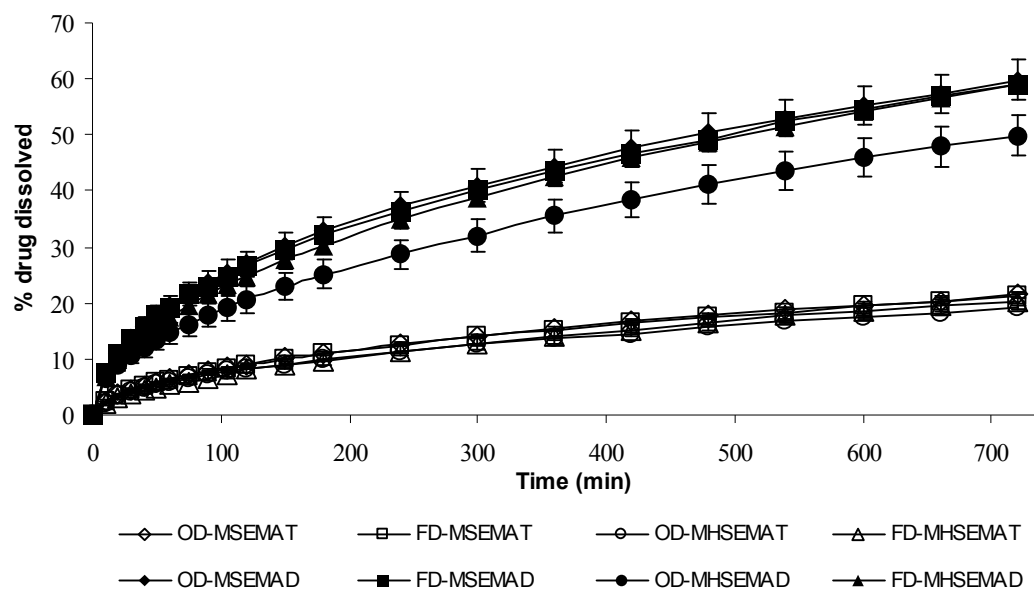 70
60
50
40
30
20
10
0
% drug dissolved
0 100 200 300 400 500 600 700
Time (min)
OD-MSEMAT FD-MSEMAT OD-MHSEMAT FD-MHSEMAT
OD-MSEMAD FD-MSEMAD OD-MHSEMAD FD-MHSEMAD